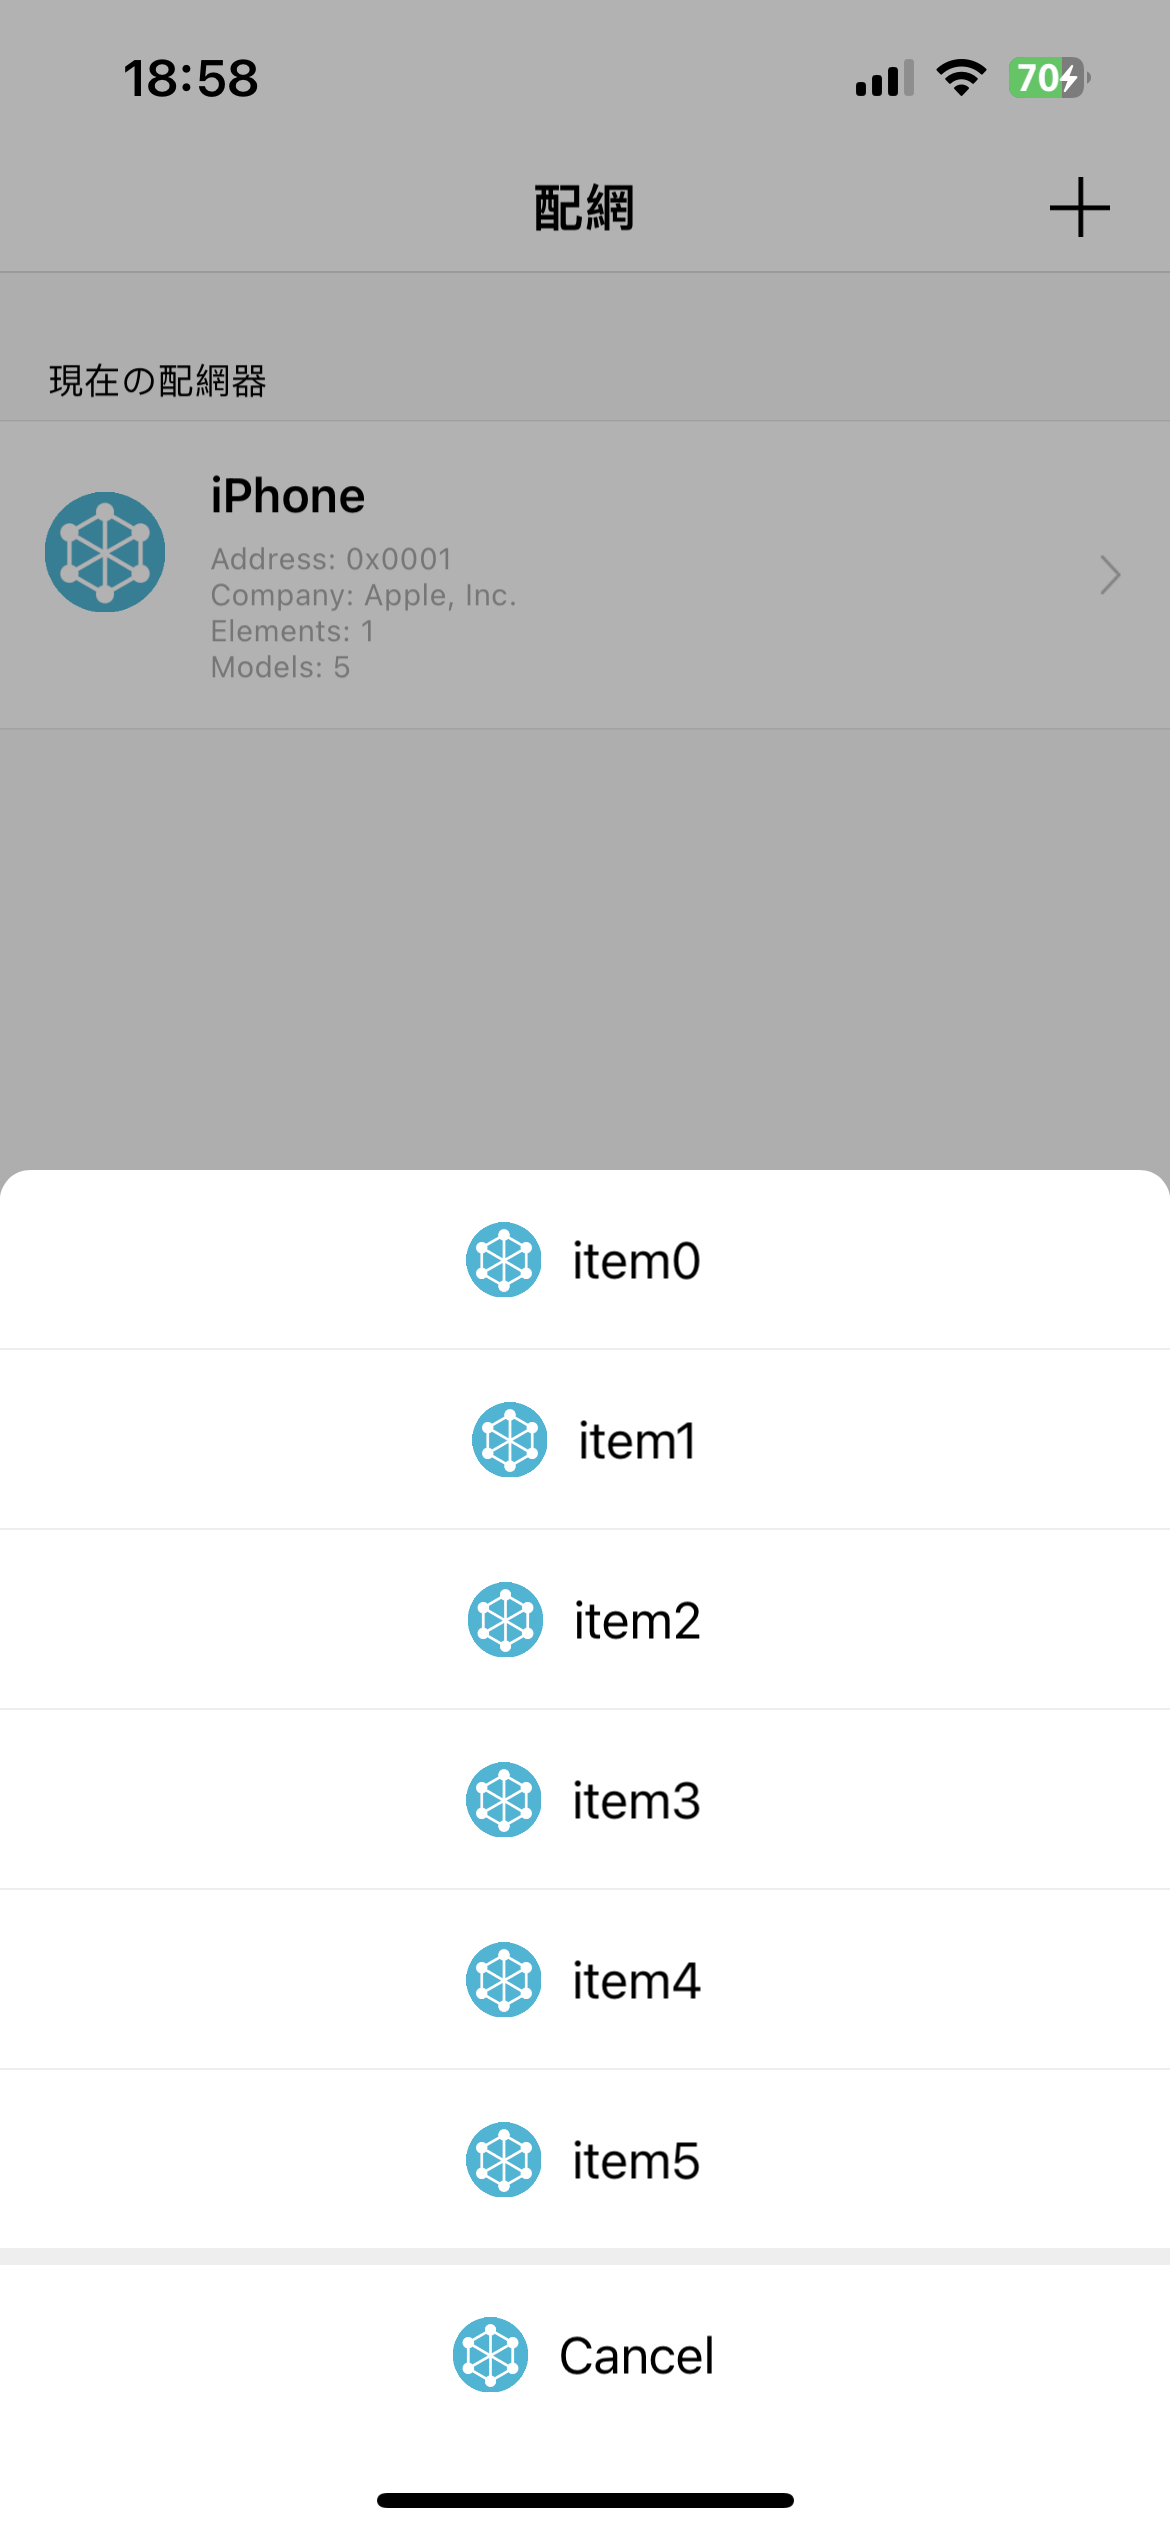 18:58
70
配網
現在の配網器
iPhone
Address: 0x0001
Company: Apple, Inc.
Elements: 1
Models: 5
item0
item1
item2
item3
item4
item5
Cancel